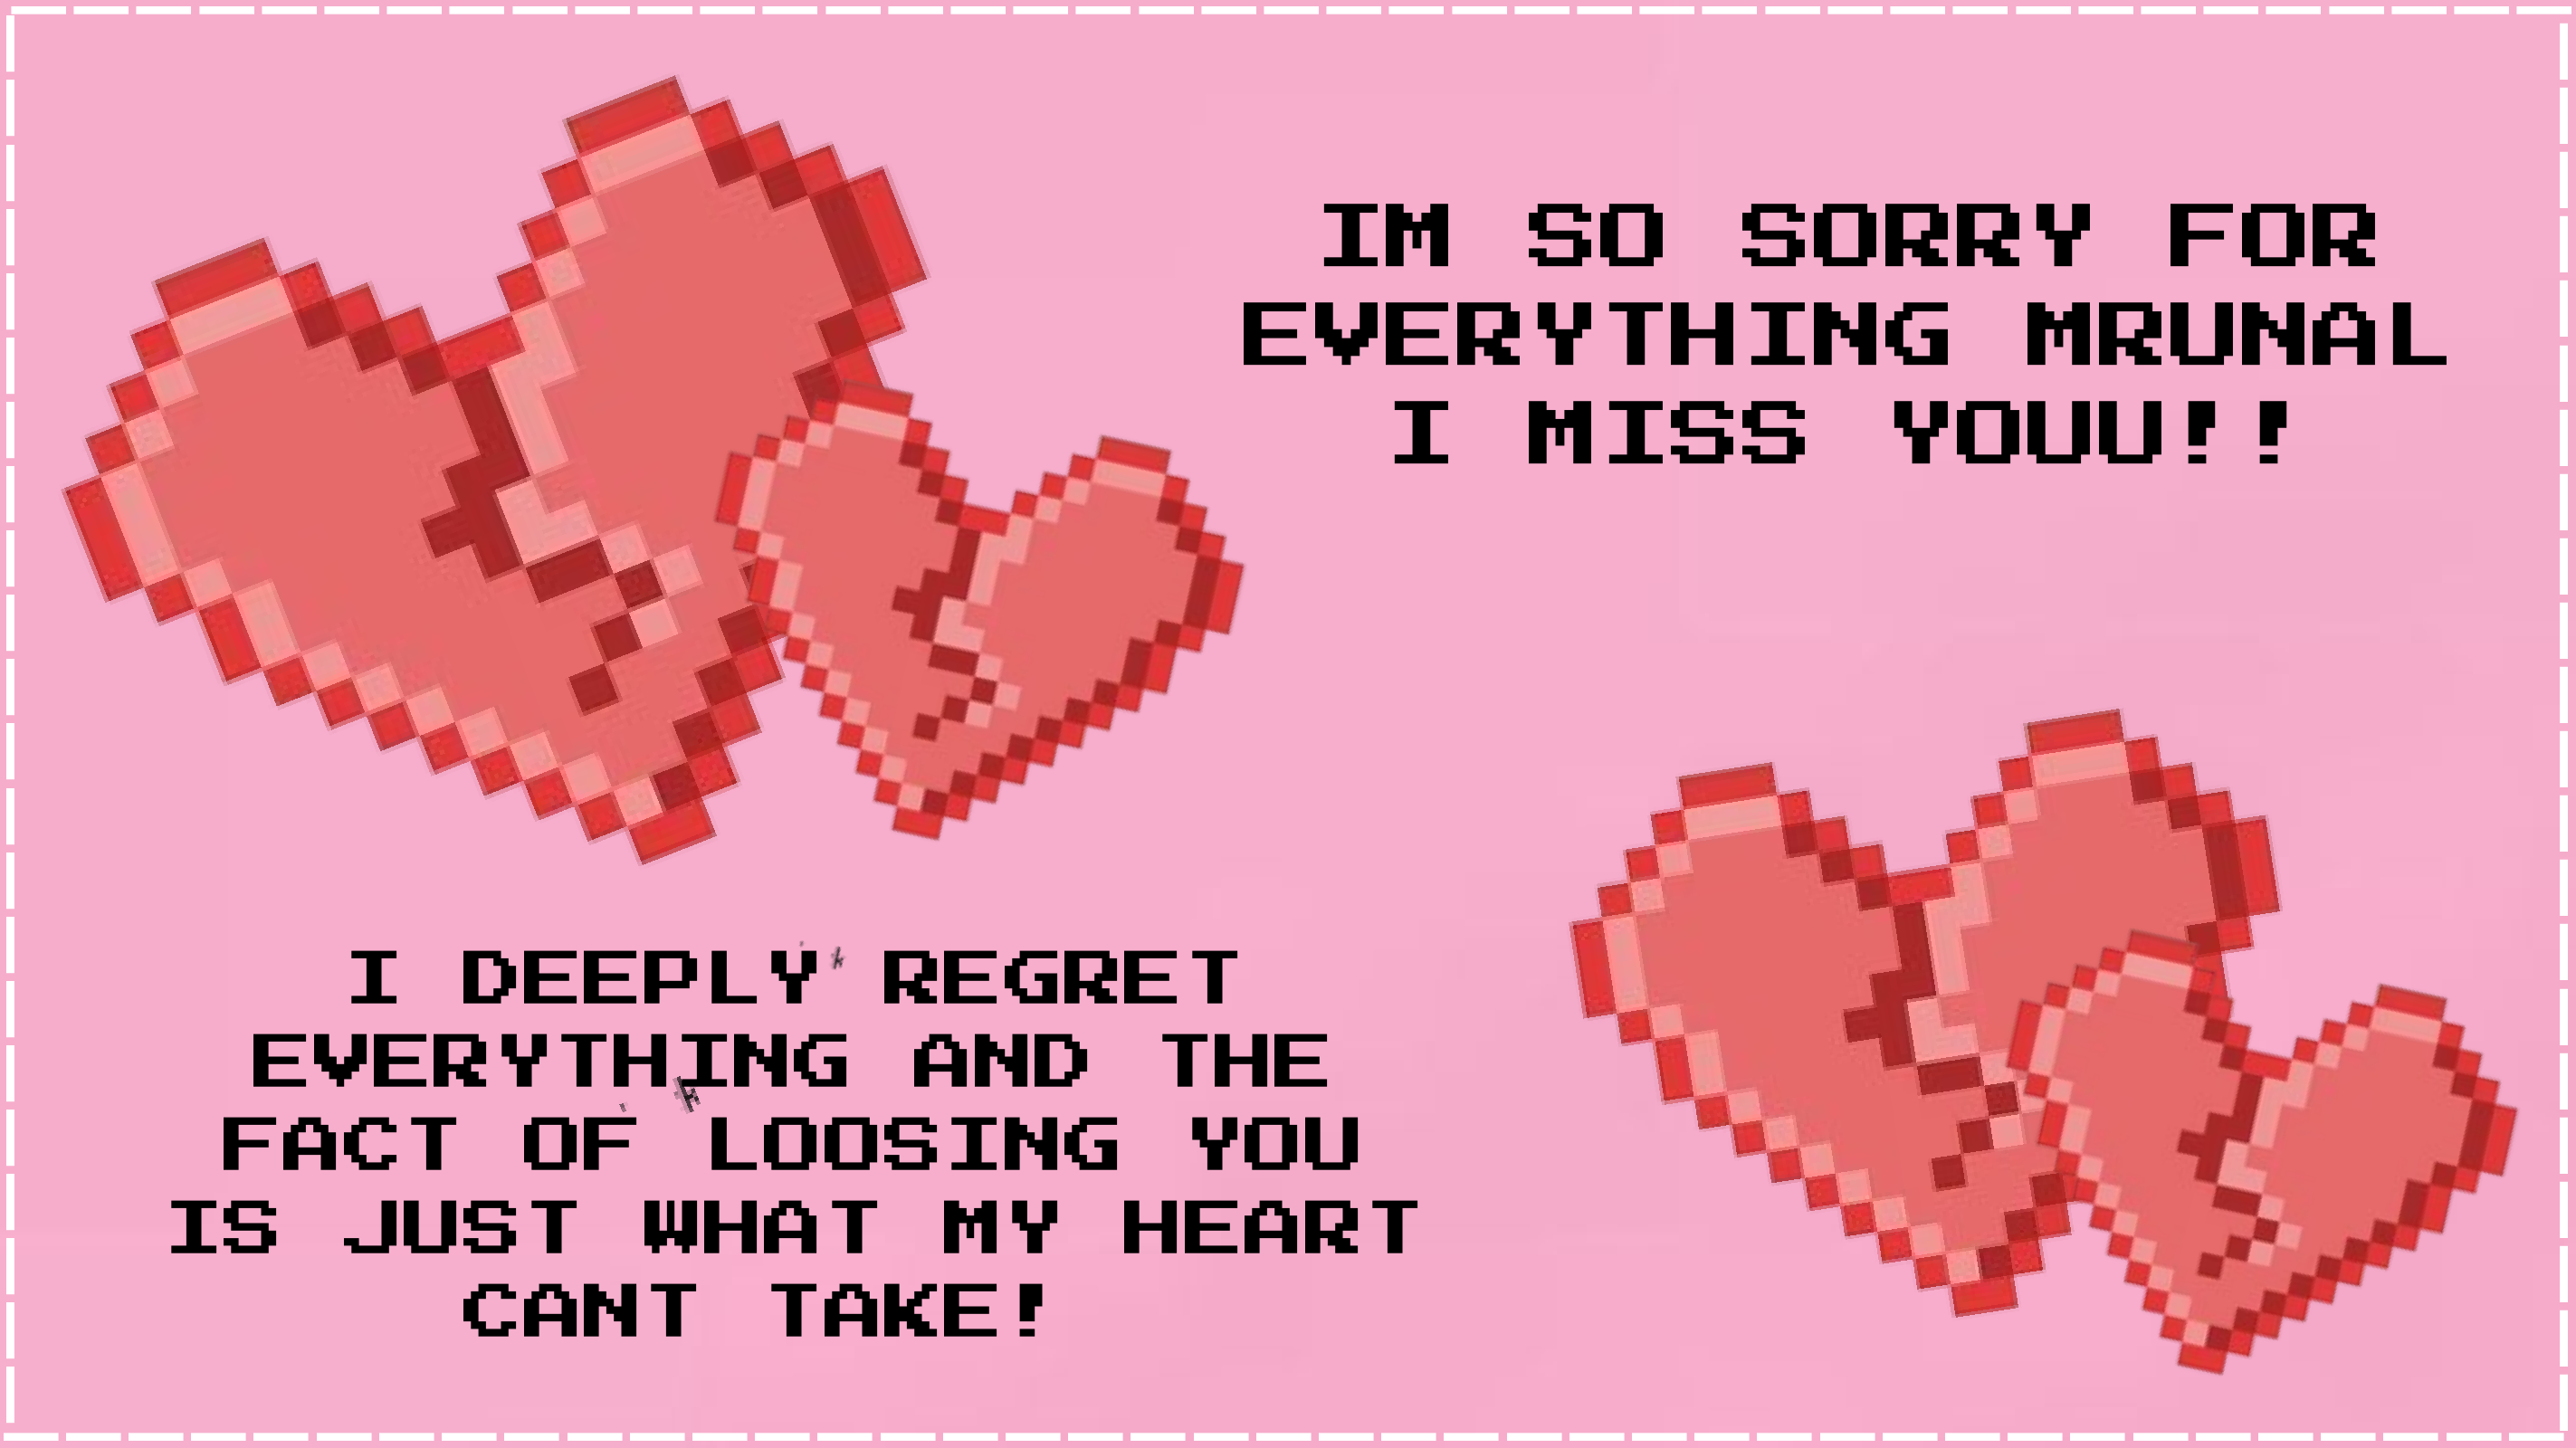 IM SO SORRY FOR
EVERYTHING MRUNAL
I MISS YOUU!!
I DEEPLY REGRET
EVERYTHING AND THE
FACT OF LOOSING YOU
IS JUST WHAT MY HEART
CANT TAKE!